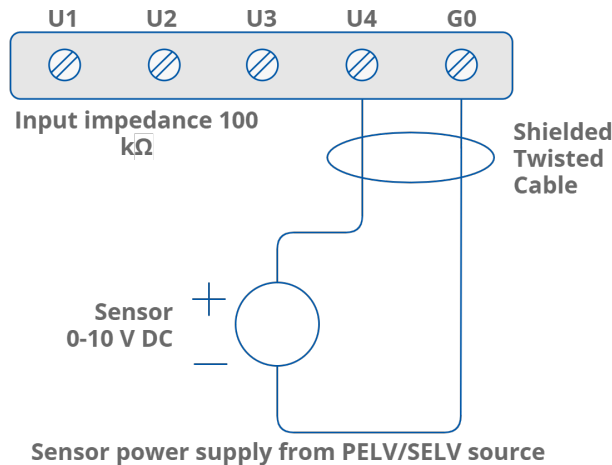 U1 U2 U3 U4 G0
Input impedance 100
kΩ
Shielded
Twisted
Cable
Sensor
0-10 V DC
Sensor power supply from PELV/SELV source